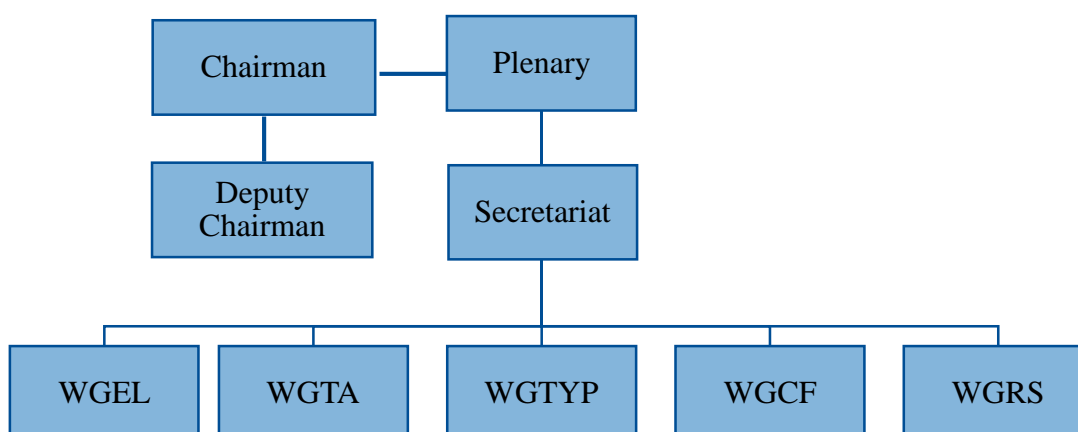 Chairman
Plenary
Deputy
Chairman
Secretariat
WGEL
WGTA
WGTYP
WGCF
WGRS